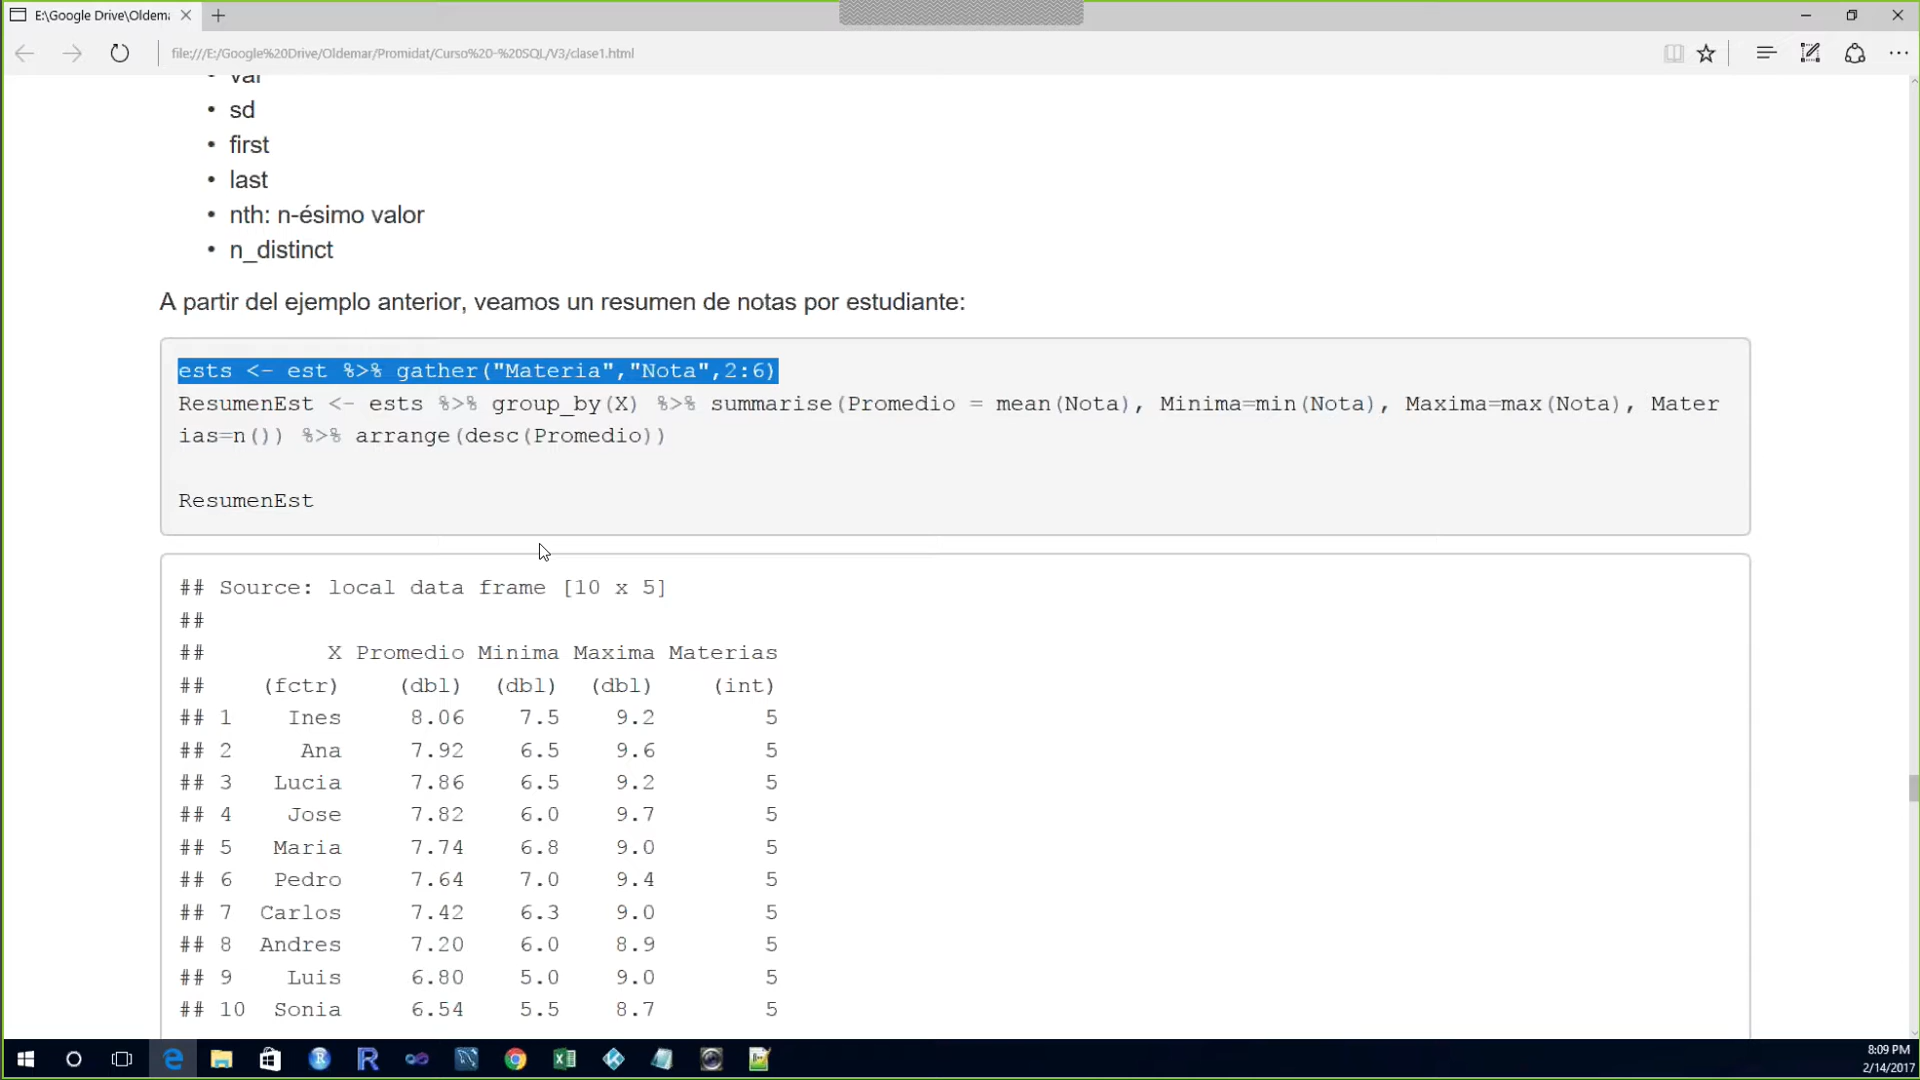 E:\Google Drive\Oldema
file:///E:/Google%20Drive/Oldemar/Promidat/Curso%20-%20SQL/V3/clase1.html
var
sd
first
last
nth: n-ésimo valor
n_distinct
A partir del ejemplo anterior, veamos un resumen de notas por estudiante:
ests <- est %>% gather("Materia","Nota",2:6)
ResumenEst <- ests %>% group_by(X) %>% summarise(Promedio = mean(Nota), Minima=min(Nota), Maxima=max(Nota), Mater
ias=n()) %>% arrange(desc(Promedio))
ResumenEst
## Source: local data frame [10 x 5]
##
## X Promedio Minima Maxima Materias
## (fctr) (dbl) (dbl) (dbl) (int)
## 1 Ines 8.06 7.5 9.2 5
## 2 Ana 7.92 6.5 9.6 5
## 3 Lucia 7.86 6.5 9.2 5
## 4 Jose 7.82 6.0 9.7 5
## 5 Maria 7.74 6.8 9.0 5
## 6 Pedro 7.64 7.0 9.4 5
## 7 Carlos 7.42 6.3 9.0 5
## 8 Andres 7.20 6.0 8.9 5
## 9 Luis 6.80 5.0 9.0 5
## 10 Sonia 6.54 5.5 8.7 5
8:09 PM
2/14/2017